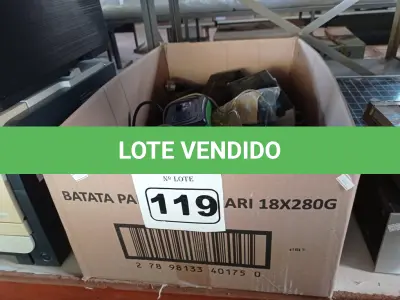 LOTE VENDIDO
Nº LOTE
BATATA PA
119
ARI 18X280G
2 78 98133 40175 0